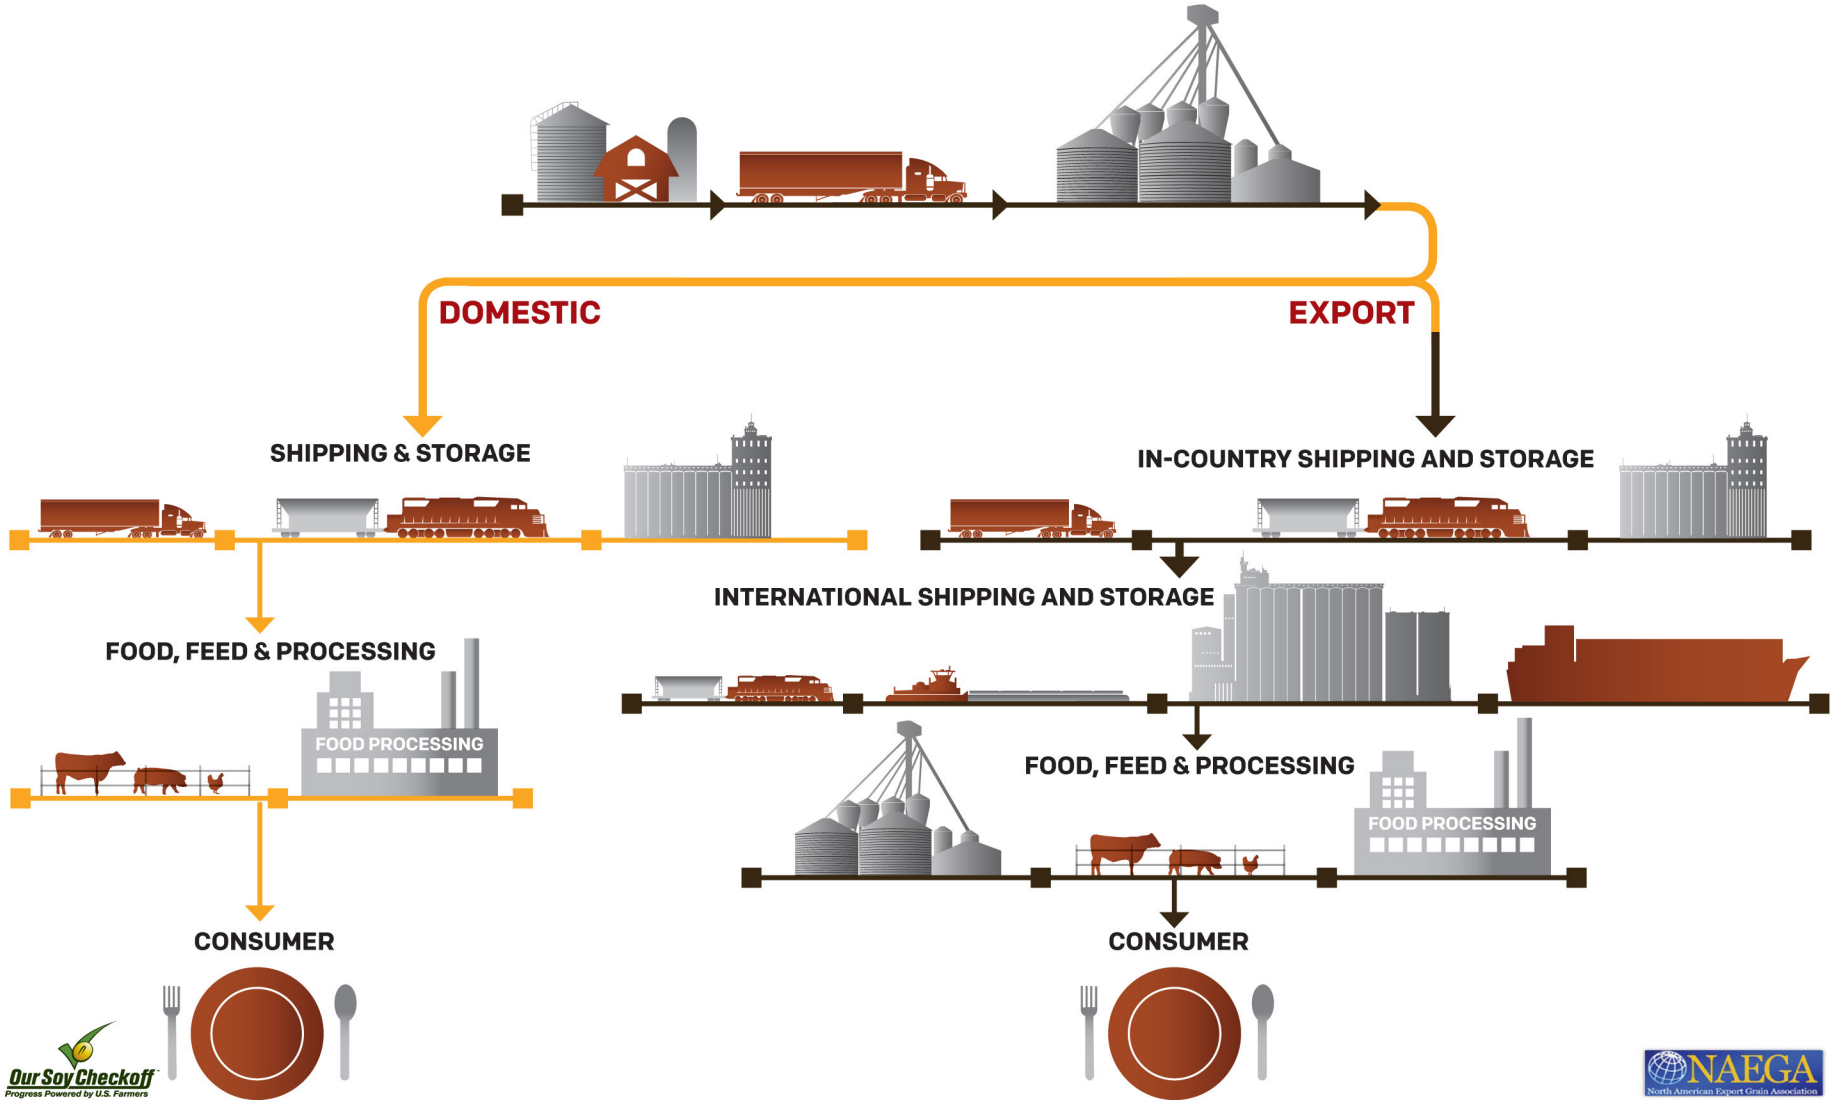 DOMESTIC
EXPORT
SHIPPING & STORAGE
IN-COUNTRY SHIPPING AND STORAGE
INTERNATIONAL SHIPPING AND STORAGE
FOOD, FEED & PROCESSING
FOOD PROCESSING
FOOD, FEED & PROCESSING
FOOD PROCESSING
CONSUMER
CONSUMER
Our Soy Checkoff
Progress Powered by U.S. Farmers
NAEGA
North American Export Grain Association